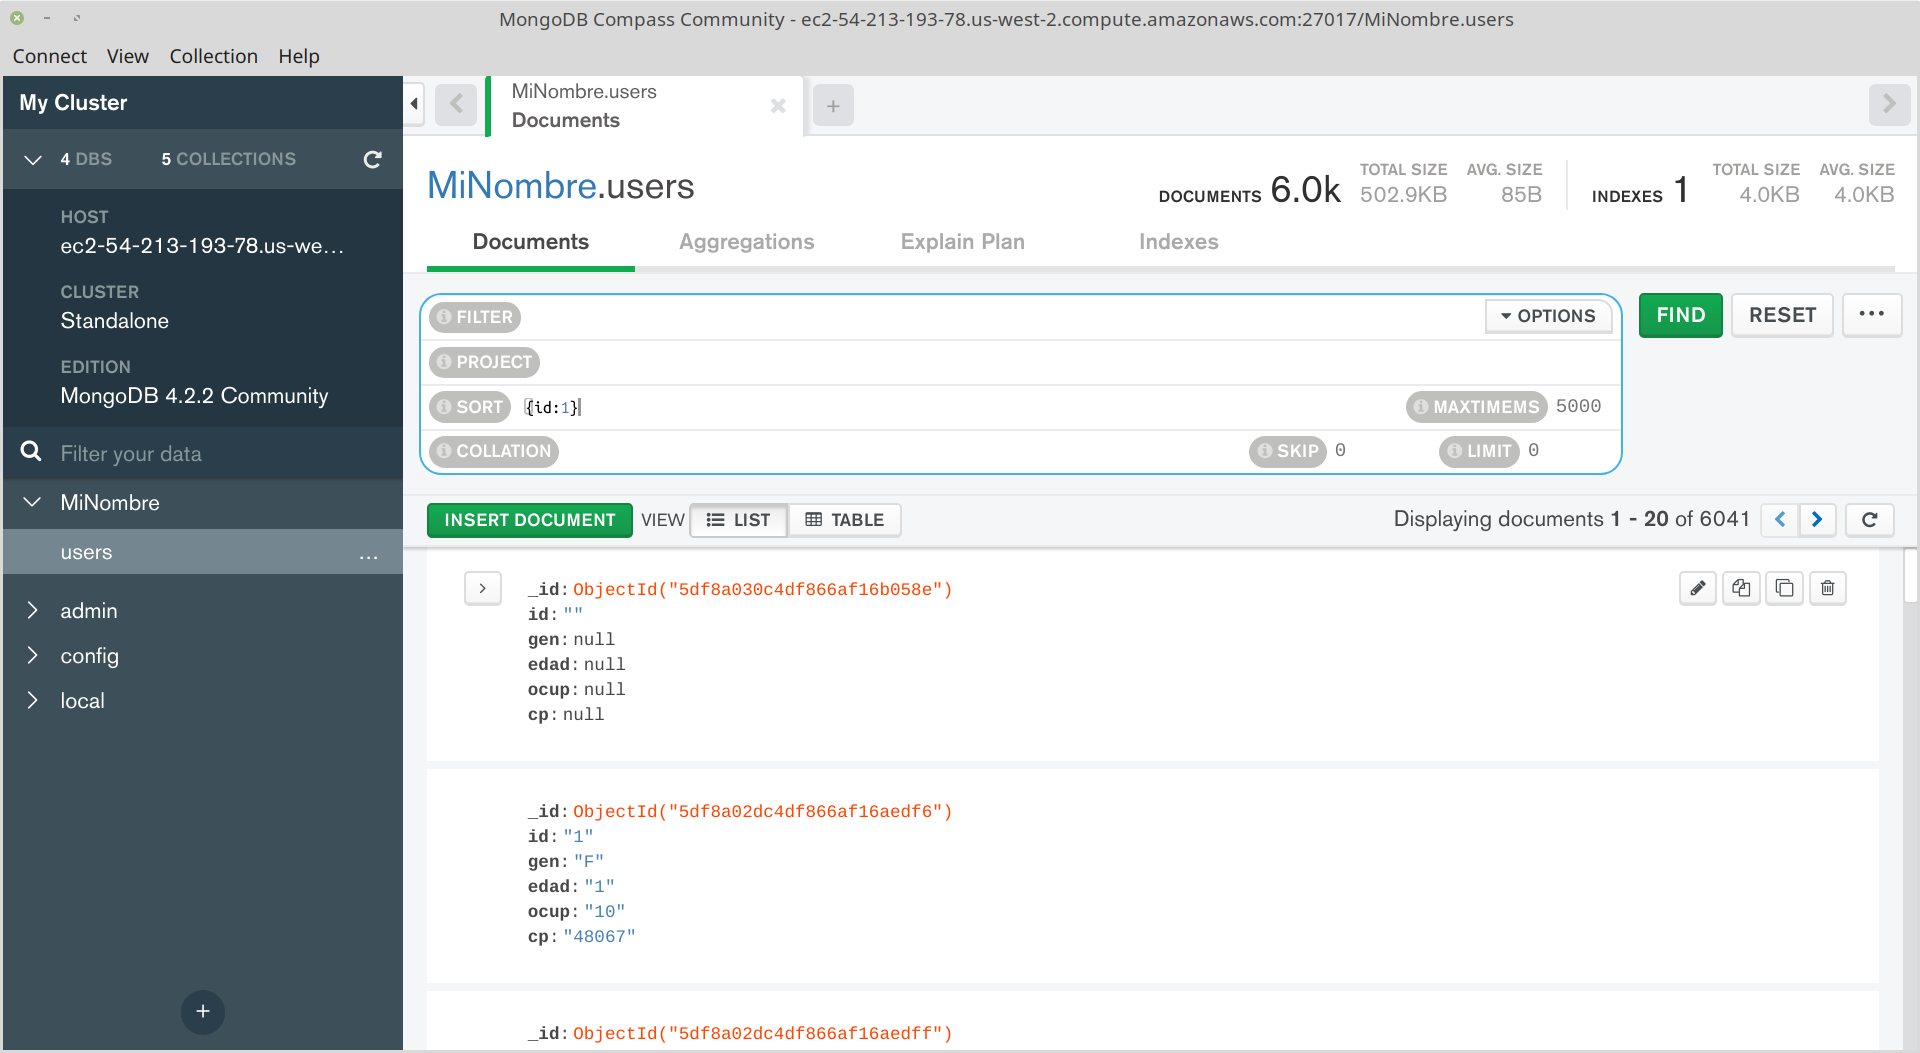 MongoDB Compass Community - ec2-54-213-193-78.us-west-2.compute.amazonaws.com:27017/MiNombre.users
Connect View Collection Help
My Cluster
4 DBS 5 COLLECTIONS
HOST
ec2-54-213-193-78.us-we...
CLUSTER
Standalone
EDITION
MongoDB 4.2.2 Community
Filter your data
MiNombre
users ...
admin
config
local
+
MiNombre.users
Documents
+
MiNombre.users
DOCUMENTS 6.0k
TOTAL SIZE AVG. SIZE
502.9KB 85B
INDEXES 1
TOTAL SIZE AVG. SIZE
4.0KB 4.0KB
Documents Aggregations Explain Plan Indexes
FILTER OPTIONS
PROJECT
SORT {id:1} MAXTIMEMS 5000
COLLATION SKIP 0 LIMIT 0
FIND RESET ...
INSERT DOCUMENT VIEW LIST TABLE
Displaying documents 1 - 20 of 6041
_id: ObjectId("5df8a030c4df866af16b058e")
id: ""
gen: null
edad: null
ocup: null
cp: null
_id: ObjectId("5df8a02dc4df866af16aedf6")
id: "1"
gen: "F"
edad: "1"
ocup: "10"
cp: "48067"
_id: ObjectId("5df8a02dc4df866af16aedff")